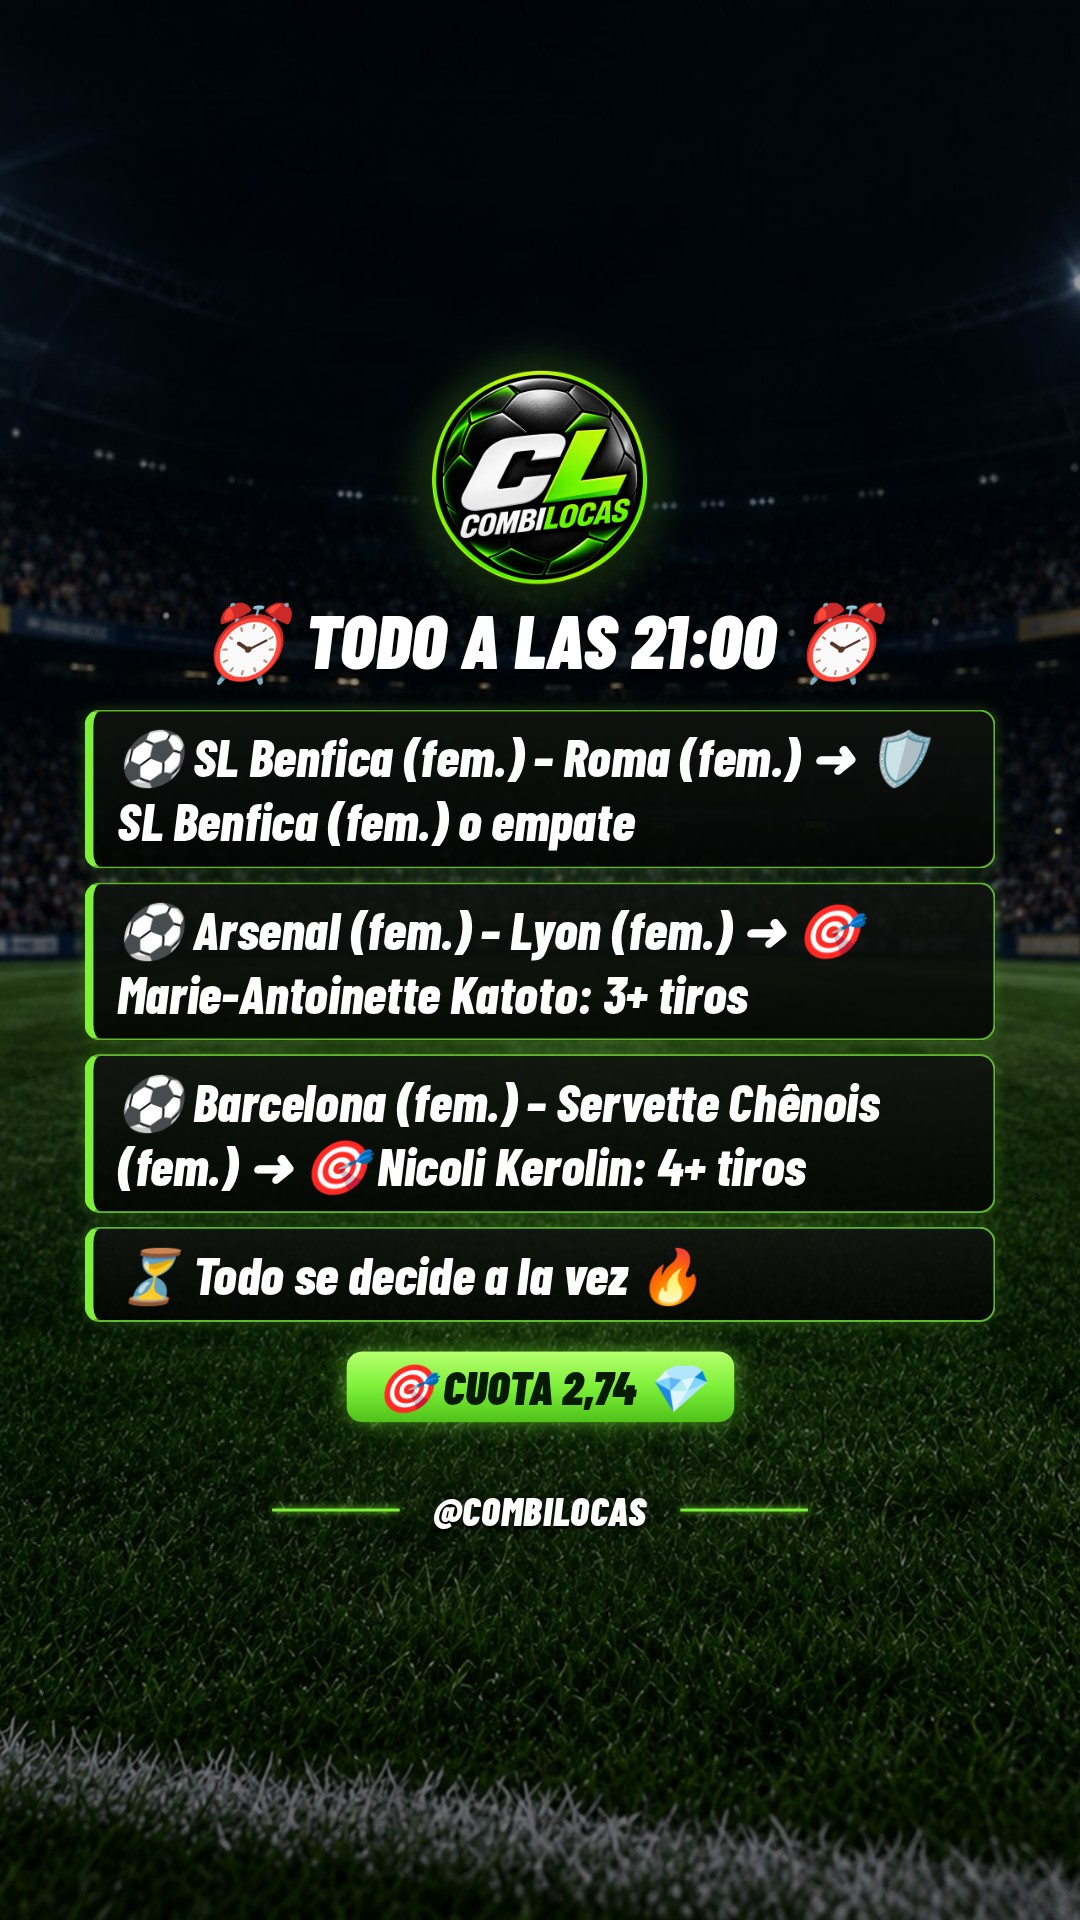 CL
COMBILOCAS
⏰ TODO A LAS 21:00 ⏰
⚽ SL Benfica (fem.) - Roma (fem.) ➜ 🛡️
SL Benfica (fem.) o empate
⚽ Arsenal (fem.) - Lyon (fem.) ➜ 🎯
Marie-Antoinette Katoto: 3+ tiros
⚽ Barcelona (fem.) - Servette Chênois
(fem.) ➜ 🎯 Nicoli Kerolin: 4+ tiros
⏳ Todo se decide a la vez 🔥
🎯 CUOTA 2,74 💎
@COMBILOCAS